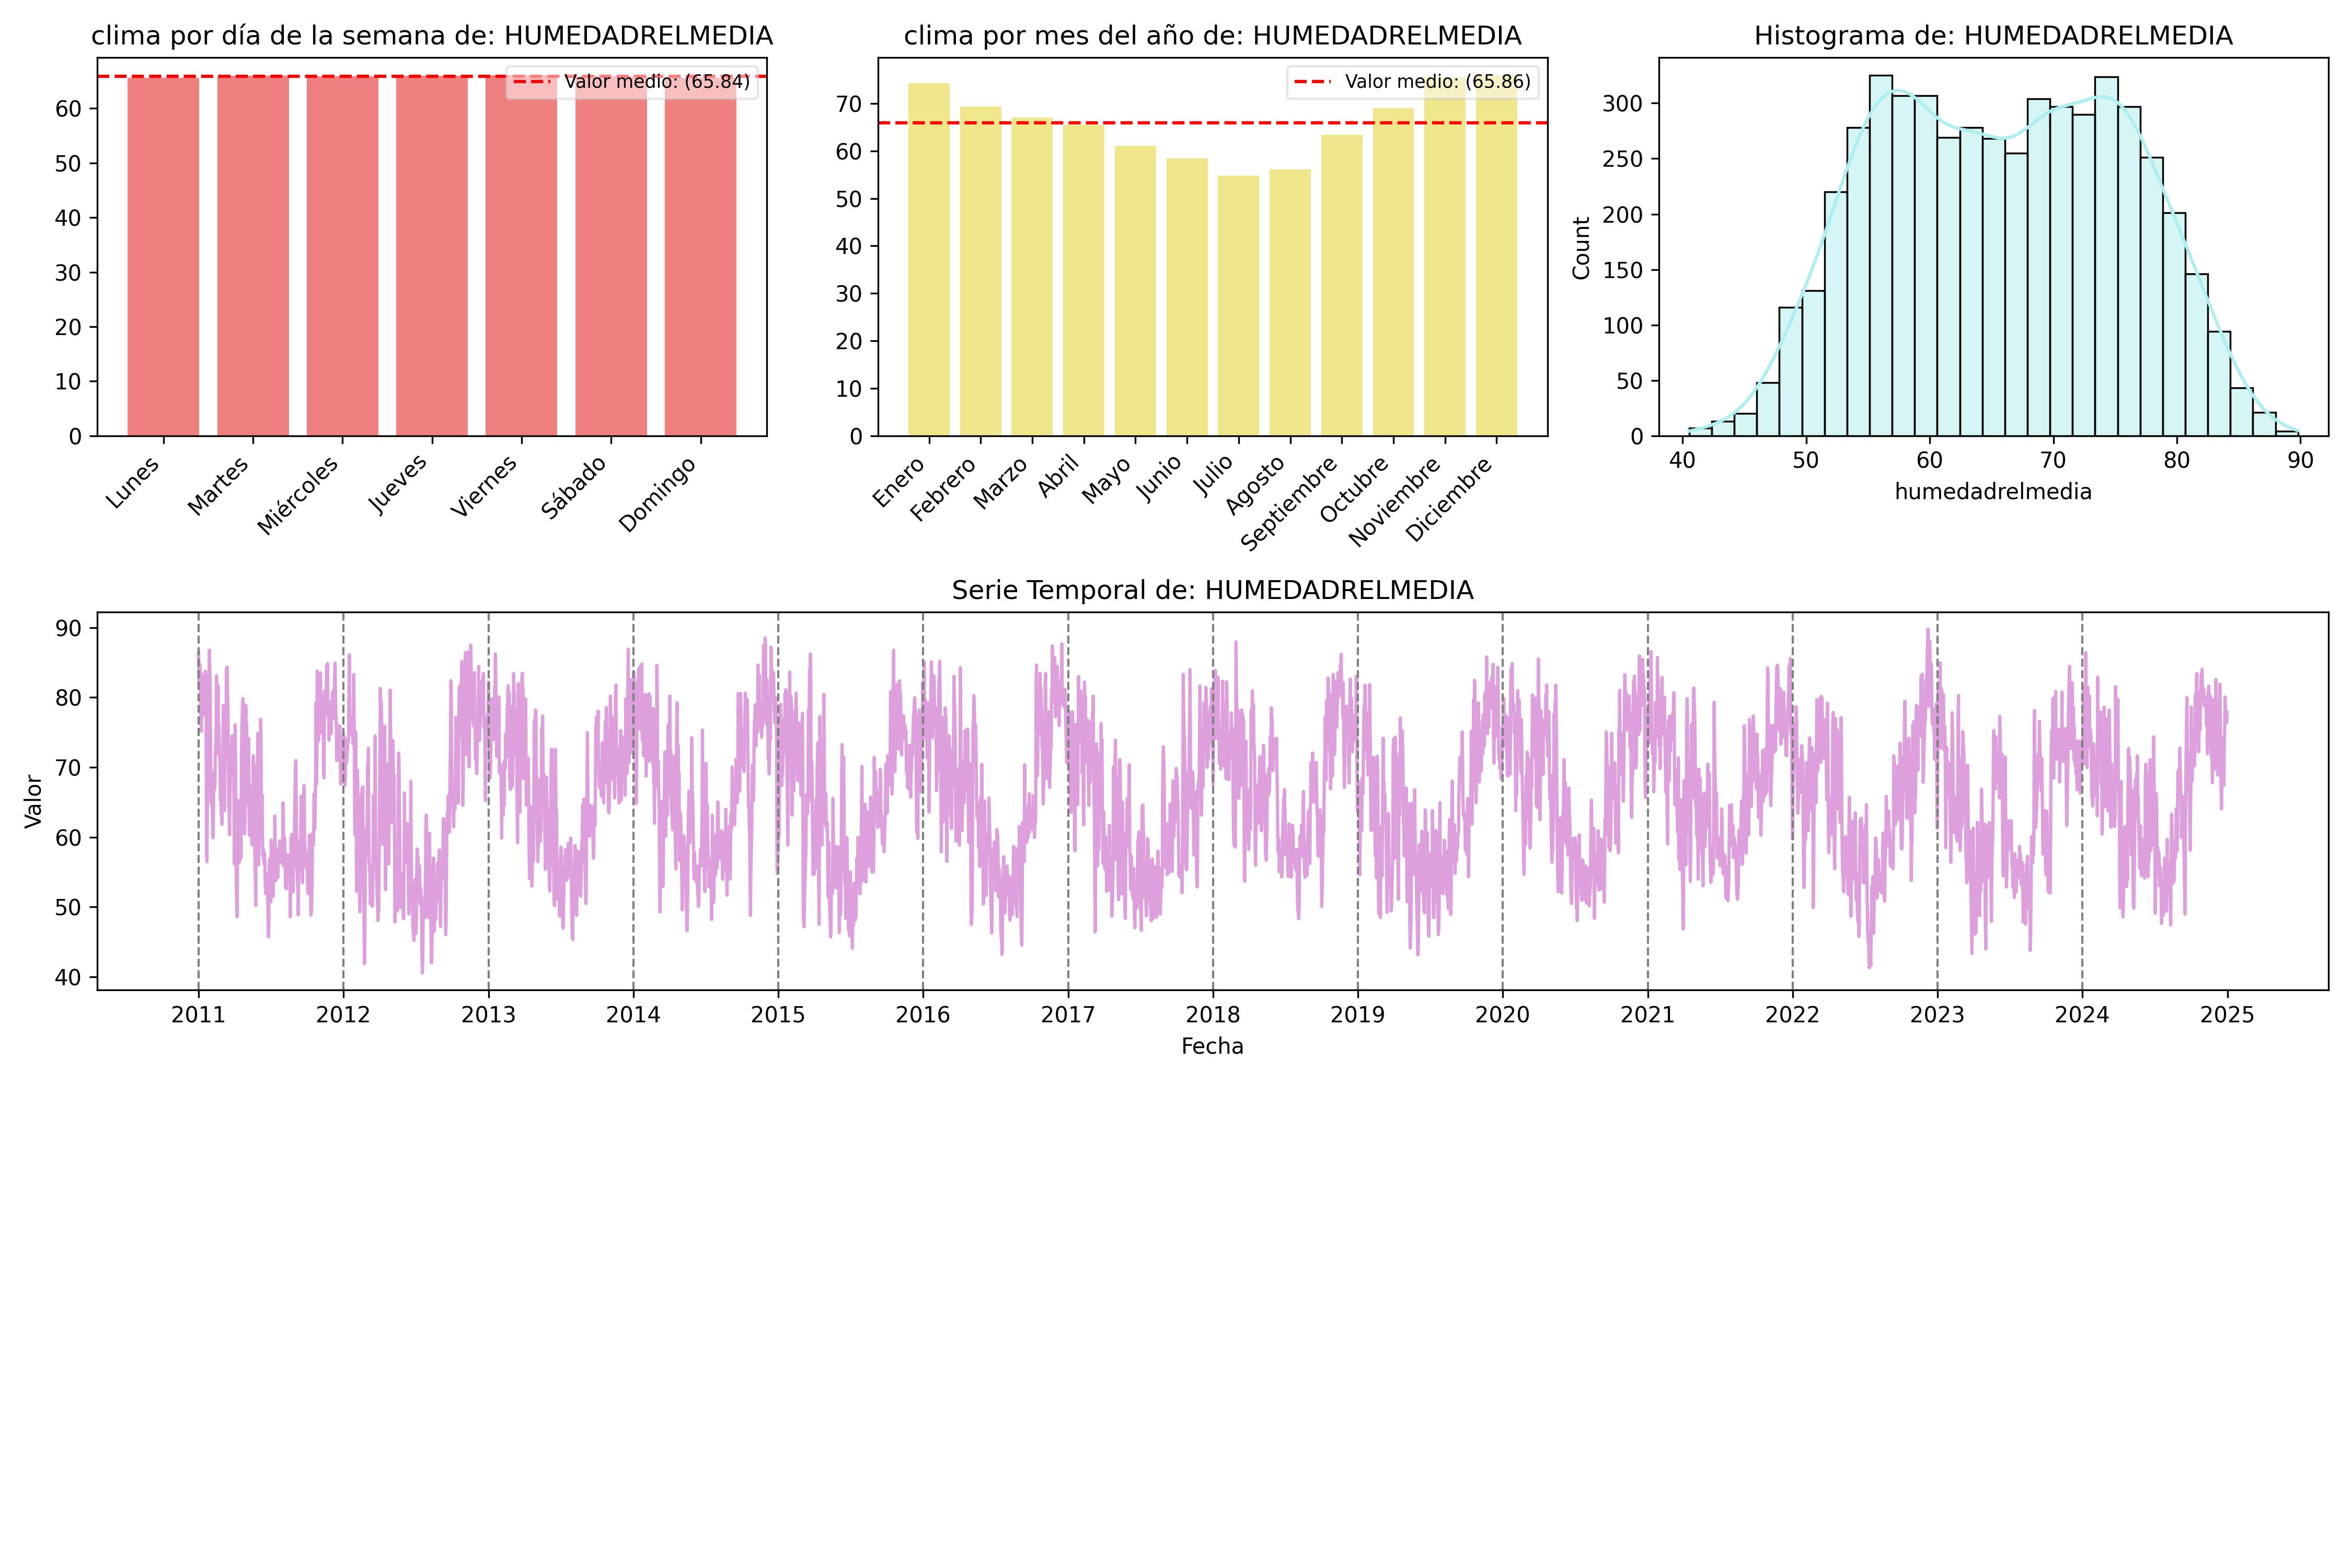 clima por día de la semana de: HUMEDADRELMEDIA
Valor medio: (65.84)
60
50
40
30
20
10
0
Lunes
Martes
Miércoles
Jueves
Viernes
Sábado
Domingo
clima por mes del año de: HUMEDADRELMEDIA
Valor medio: (65.86)
70
60
50
40
30
20
10
0
Enero
Febrero
Marzo
Abril
Mayo
Junio
Julio
Agosto
Septiembre
Octubre
Noviembre
Diciembre
Histograma de: HUMEDADRELMEDIA
Count
300
250
200
150
100
50
0
40 50 60 70 80 90
humedadrelmedia
Serie Temporal de: HUMEDADRELMEDIA
Valor
90
80
70
60
50
40
2011 2012 2013 2014 2015 2016 2017 2018 2019 2020 2021 2022 2023 2024 2025
Fecha